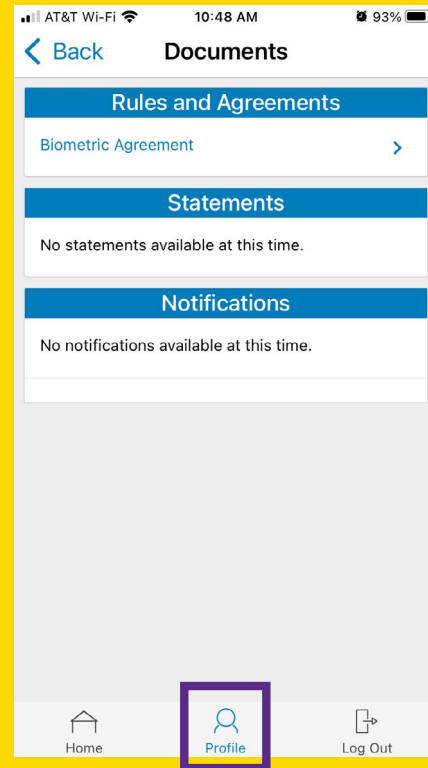 AT&T Wi-Fi 10:48 AM 93%
Back Documents
Rules and Agreements
Biometric Agreement
Statements
No statements available at this time.
Notifications
No notifications available at this time.
Home Profile Log Out